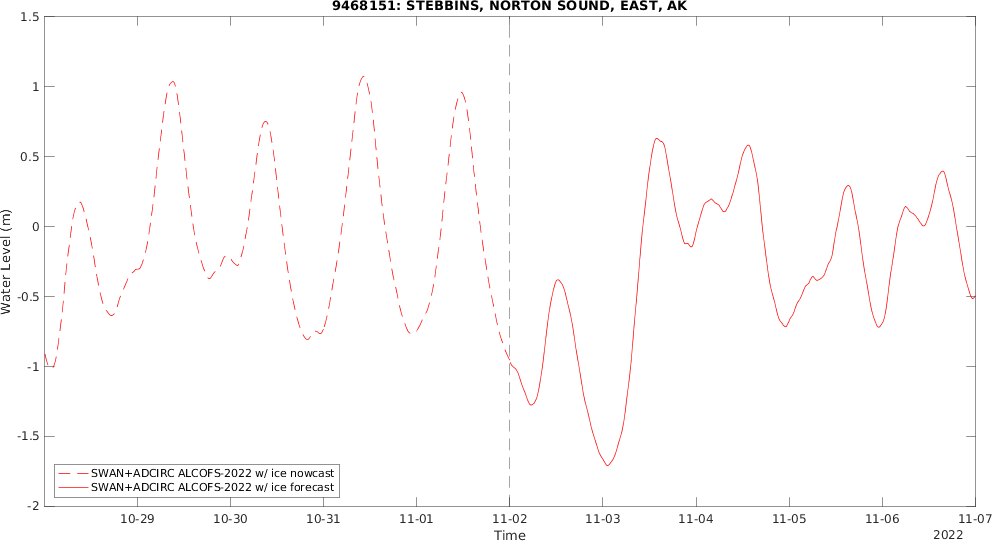 9468151: STEBBINS, NORTON SOUND, EAST, AK
1.5
1
0.5
0
-0.5
-1
-1.5
-2
Water Level (m)
SWAN+ADCIRC ALCOFS-2022 w/ ice nowcast
SWAN+ADCIRC ALCOFS-2022 w/ ice forecast
10-29 10-30 10-31 11-01 11-02 11-03 11-04 11-05 11-06 11-07
Time
2022